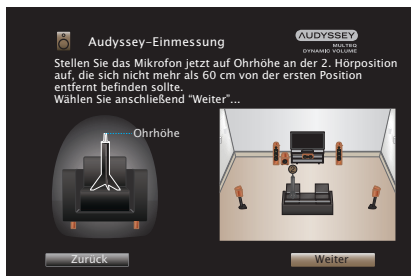 Audyssey-Einmessung
AUDYSSEY
MULTEQ
DYNAMIC VOLUME
Stellen Sie das Mikrofon jetzt auf Ohrhöhe an der 2. Hörposition
auf, die sich nicht mehr als 60 cm von der ersten Position
entfernt befinden sollte.
Wählen Sie anschließend “Weiter”...
Ohrhöhe
Zurück
Weiter